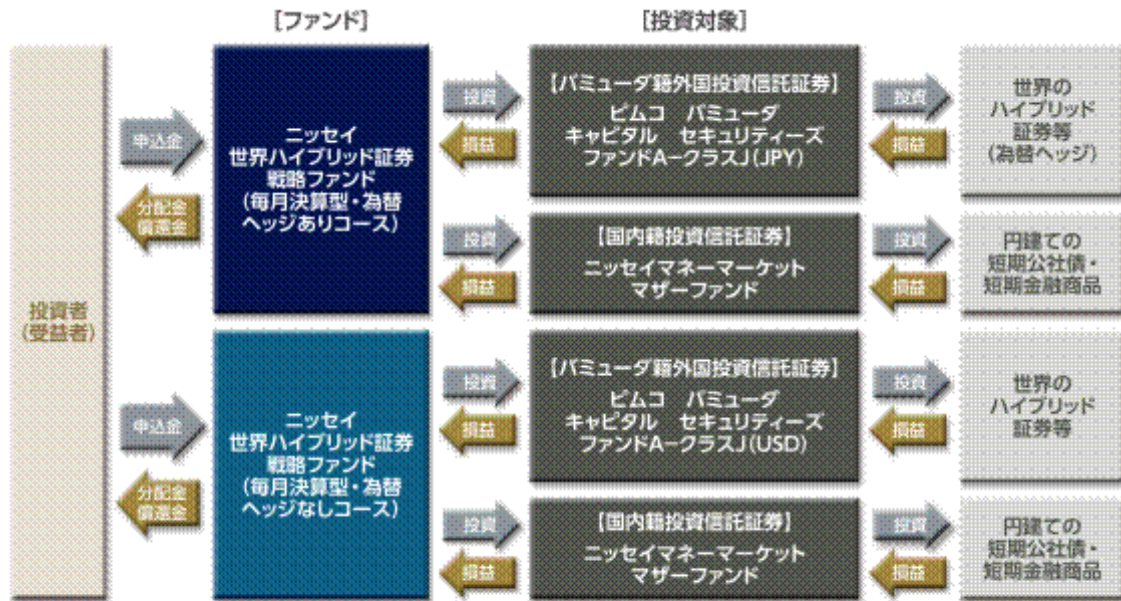 [ファンド]
[投資対象]
投資者
(受益者)
申込金
分配金
償還金
ニッセイ
世界ハイブリッド証券
戦略ファンド
(毎月決算型・為替
ヘッジありコース)
投資
損益
【バミューダ籍外国投資信託証券】
ピムコ バミューダ
キャピタル セキュリティーズ
ファンドA-クラスJ(JPY)
投資
損益
世界の
ハイブリッド
証券等
(為替ヘッジ)
投資
損益
【国内籍投資信託証券】
ニッセイマネーマーケット
マザーファンド
投資
損益
円建ての
短期公社債・
短期金融商品
申込金
分配金
償還金
ニッセイ
世界ハイブリッド証券
戦略ファンド
(毎月決算型・為替
ヘッジなしコース)
投資
損益
【バミューダ籍外国投資信託証券】
ピムコ バミューダ
キャピタル セキュリティーズ
ファンドA-クラスJ(USD)
投資
損益
世界の
ハイブリッド
証券等
投資
損益
【国内籍投資信託証券】
ニッセイマネーマーケット
マザーファンド
投資
損益
円建ての
短期公社債・
短期金融商品